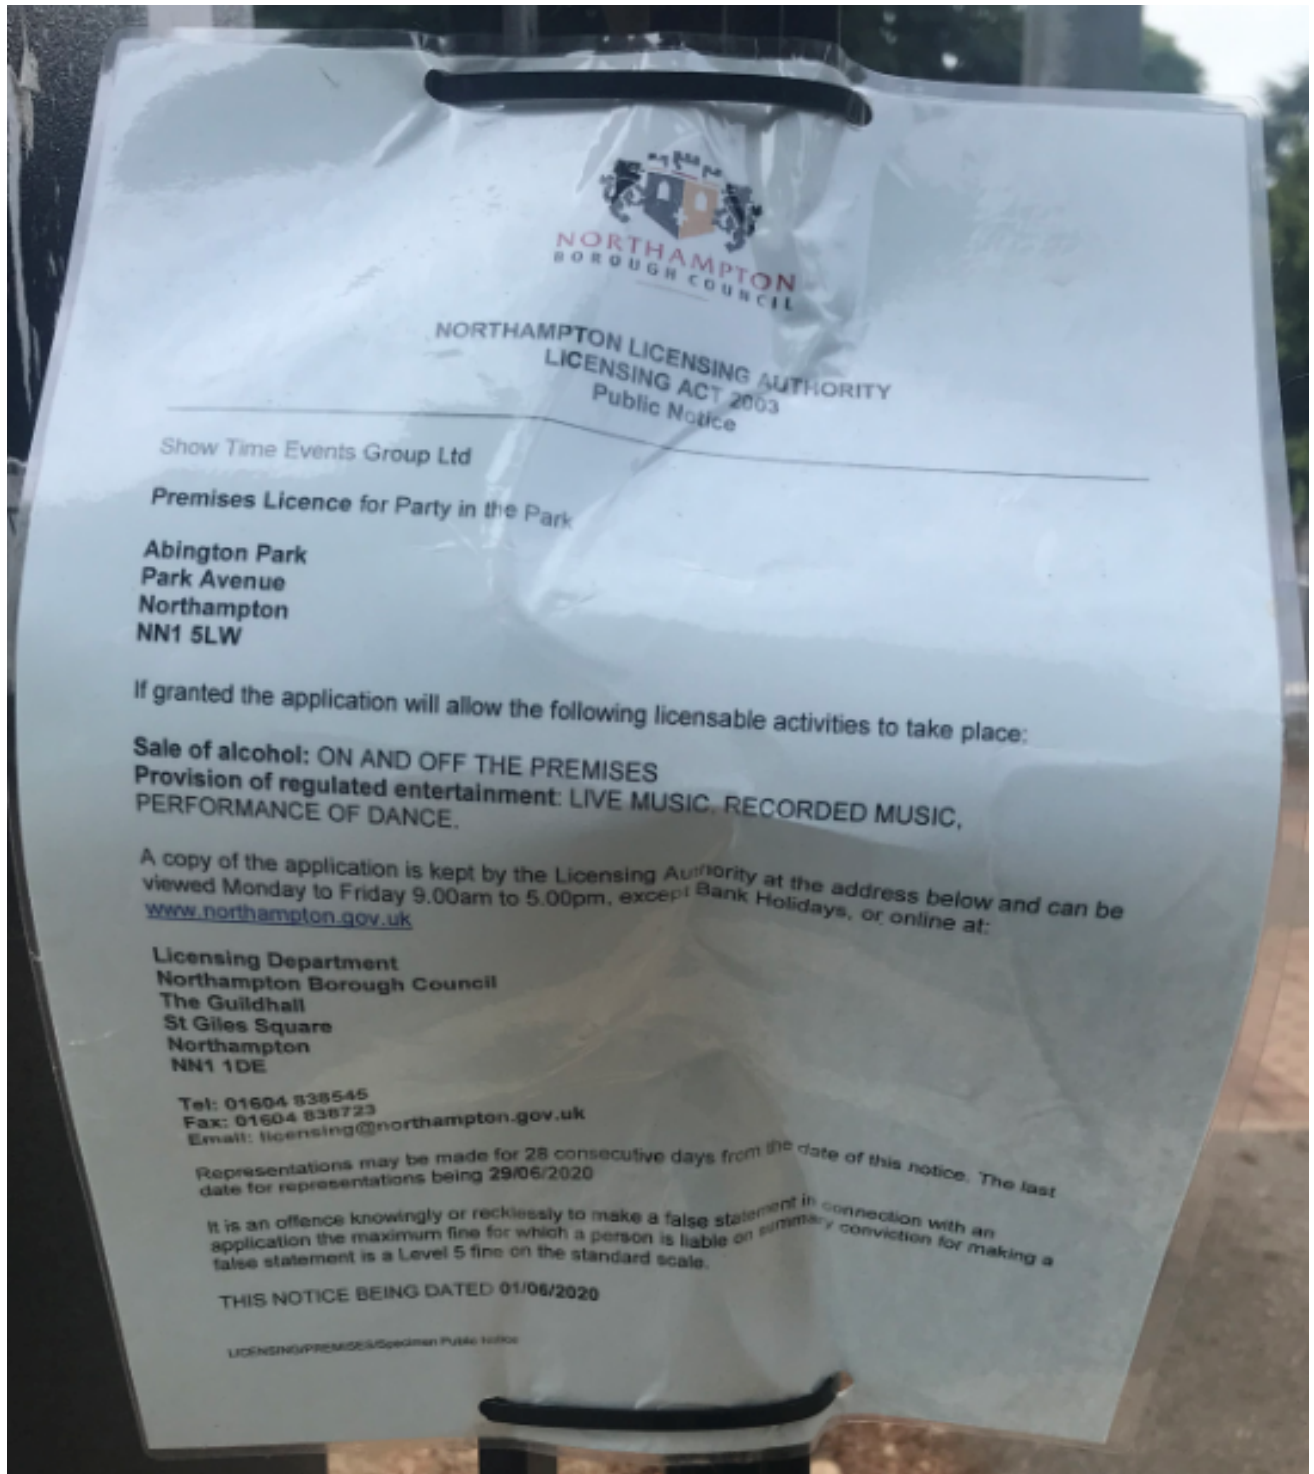 NORTHAMPTON
BOROUGH COUNCIL
NORTHAMPTON LICENSING AUTHORITY
LICENSING ACT 2003
Public Notice
Show Time Events Group Ltd
Premises Licence for Party in the Park
Abington Park
Park Avenue
Northampton
NN1 5LW
If granted the application will allow the following licensable activities to take place:
Sale of alcohol: ON AND OFF THE PREMISES
Provision of regulated entertainment: LIVE MUSIC. RECORDED MUSIC,
PERFORMANCE OF DANCE.
A copy of the application is kept by the Licensing Authority at the address below and can be
viewed Monday to Friday 9.00am to 5.00pm, except Bank Holidays, or online at:
www.northampton.gov.uk
Licensing Department
Northampton Borough Council
The Guildhall
St Giles Square
Northampton
NN1 1DE
Tel: 01604 838545
Fax: 01604 838723
Email: licensing@northampton.gov.uk
Representations may be made for 28 consecutive days from the date of this notice. The last
date for representations being 29/06/2020
It is an offence knowingly or recklessly to make a false statement in connection with an
application the maximum fine for which a person is liable on summary conviction for making a
false statement is a Level 5 fine on the standard scale.
THIS NOTICE BEING DATED 01/06/2020
LICENSING/PREMISES/Specimen Public Notice